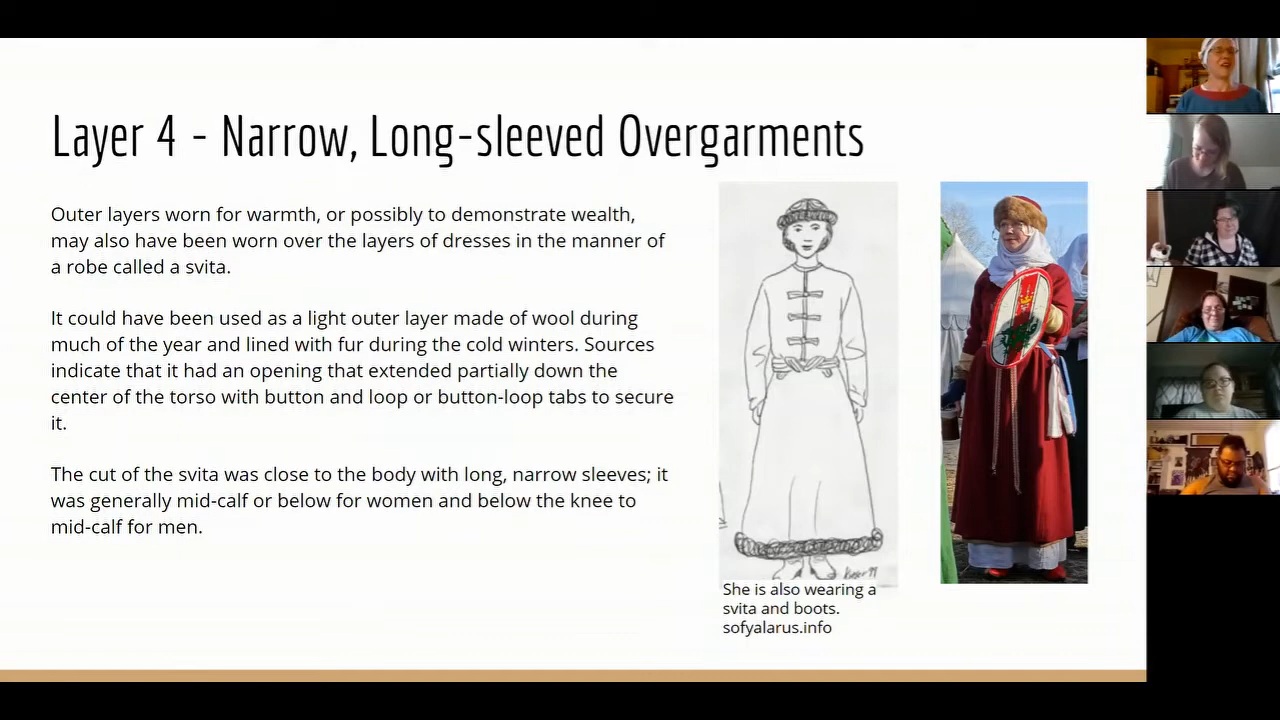 Layer 4 - Narrow, Long-sleeved Overgarments
Outer layers worn for warmth, or possibly to demonstrate wealth,
may also have been worn over the layers of dresses in the manner of
a robe called a svita.
It could have been used as a light outer layer made of wool during
much of the year and lined with fur during the cold winters. Sources
indicate that it had an opening that extended partially down the
center of the torso with button and loop or button-loop tabs to secure
it.
The cut of the svita was close to the body with long, narrow sleeves; it
was generally mid-calf or below for women and below the knee to
mid-calf for men.
She is also wearing a
svita and boots.
sofyalarus.info